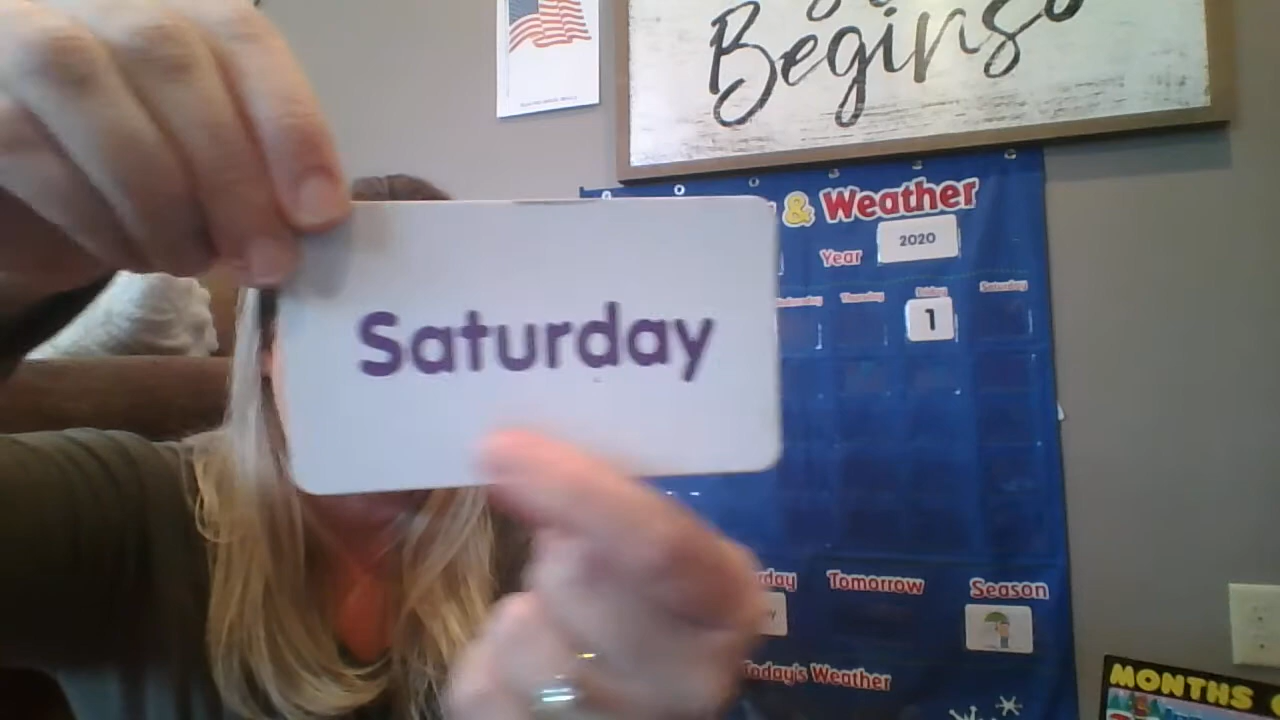 Begins
& Weather
Year
2020
Thursday
Friday
Saturday
1
Saturday
Tomorrow
Season
Today's Weather
MONTHS